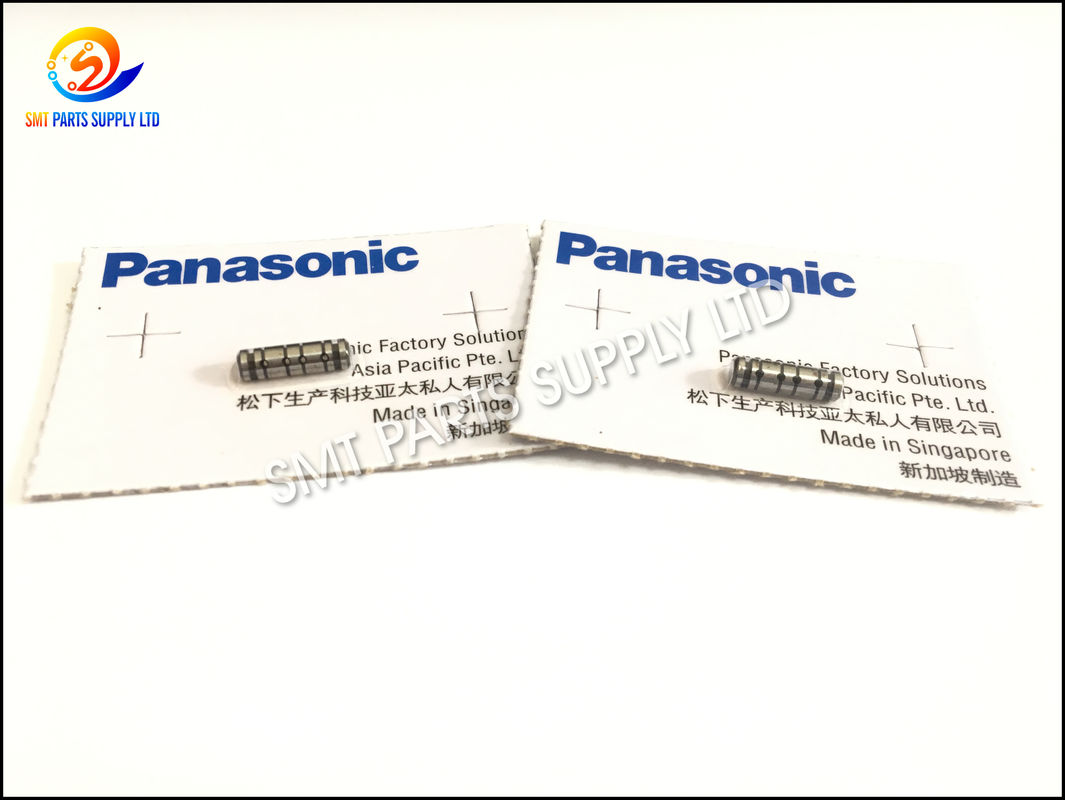 SMT PARTS SUPPLY LTD
Panasonic
nic Factory Solution
Asia Pacific Pte. L
松下生产科技亚太私人有限公
Made in Singa
新加坡
Panasonic
Panasonic Factory Solutions
Pacific Pte. Ltd.
松下生产科技亚太私人有限公司
Made in Singapore
新加坡制造
SMT PARTS SUPPLY LTD